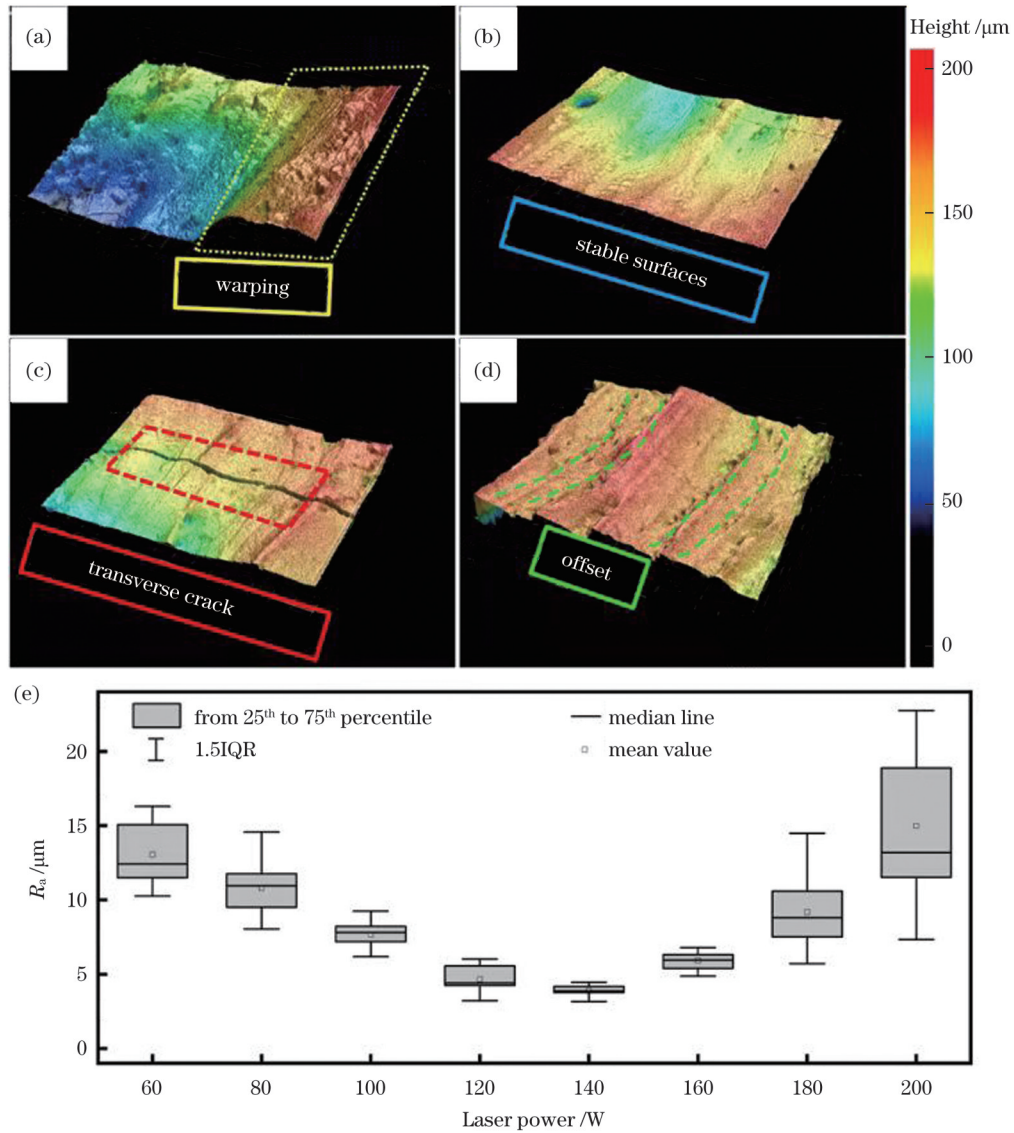 (a)
(b)
Height /μm
200
150
100
50
0
warping
stable surfaces
(c)
(d)
transverse crack
offset
(e)
from 25th to 75th percentile
median line
1.5IQR
mean value
20
15
10
5
0
Ra /μm
60 80 100 120 140 160 180 200
Laser power /W